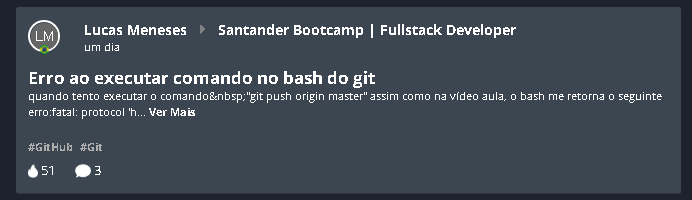 LM
Lucas Meneses Santander Bootcamp | Fullstack Developer
um dia
Erro ao executar comando no bash do git
quando tento executar o comando&nbsp;"git push origin master" assim como na vídeo aula, o bash me retorna o seguinte
erro:fatal: protocol 'h... Ver Mais
#GitHub #Git
51 3